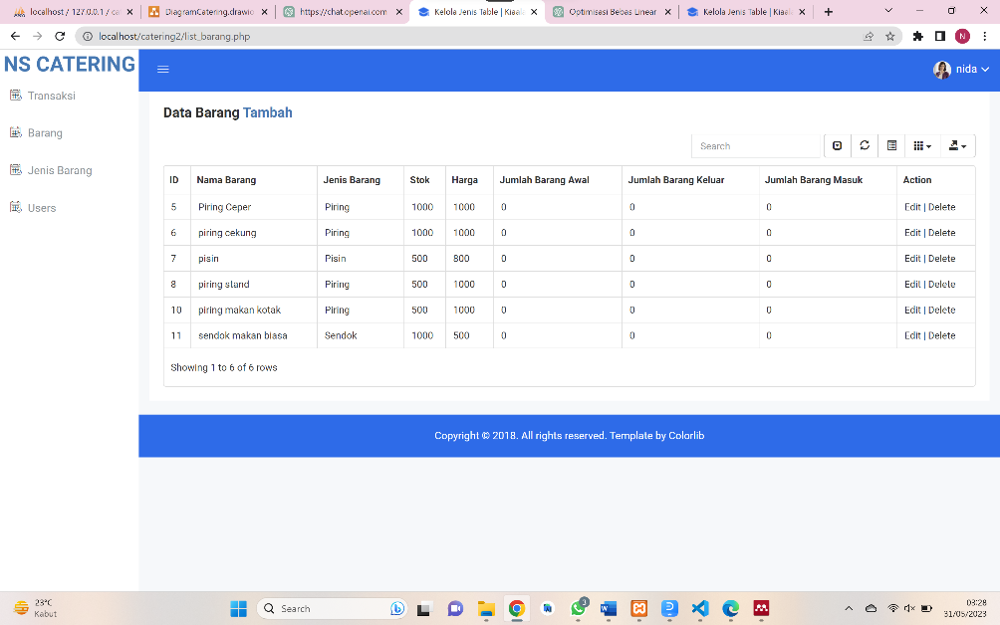 localhost / 127.0.0.1 / cat
DiagramCatering.drawio
https://chat.openai.com
Kelola Jenis Table | Kiaala
Optimisasi Bebas Linear
Kelola Jenis Table | Kiaala
localhost/catering2/list_barang.php
N
NS CATERING
nida
Transaksi
Barang
Jenis Barang
Users
Data Barang Tambah
Search
ID Nama Barang Jenis Barang Stok Harga Jumlah Barang Awal Jumlah Barang Keluar Jumlah Barang Masuk Action
5 Piring Ceper Piring 1000 1000 0 0 0 Edit | Delete
6 piring cekung Piring 1000 1000 0 0 0 Edit | Delete
7 pisin Pisin 500 800 0 0 0 Edit | Delete
8 piring stand Piring 500 1000 0 0 0 Edit | Delete
10 piring makan kotak Piring 500 1000 0 0 0 Edit | Delete
11 sendok makan biasa Sendok 1000 500 0 0 0 Edit | Delete
Showing 1 to 6 of 6 rows
Copyright © 2018. All rights reserved. Template by Colorlib
23°C
Kabut
Search
03:28
31/05/2023